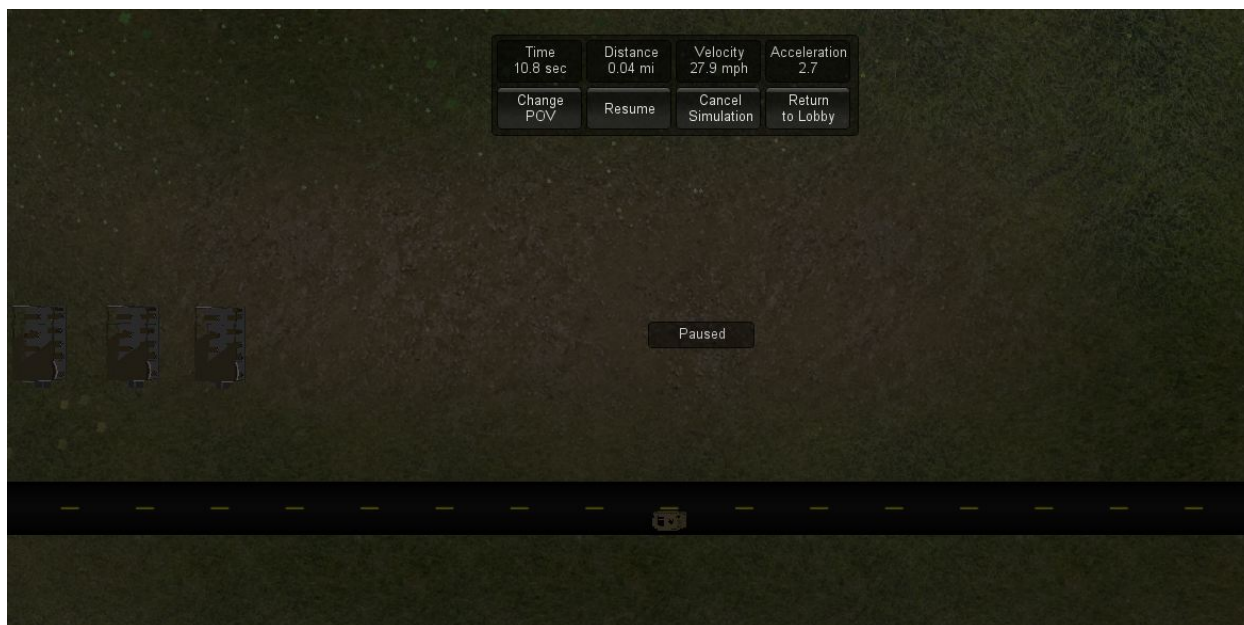 Time
10.8 sec
Distance
0.04 mi
Velocity
27.9 mph
Acceleration
2.7
Change
POV
Resume
Cancel
Simulation
Return
to Lobby
Paused